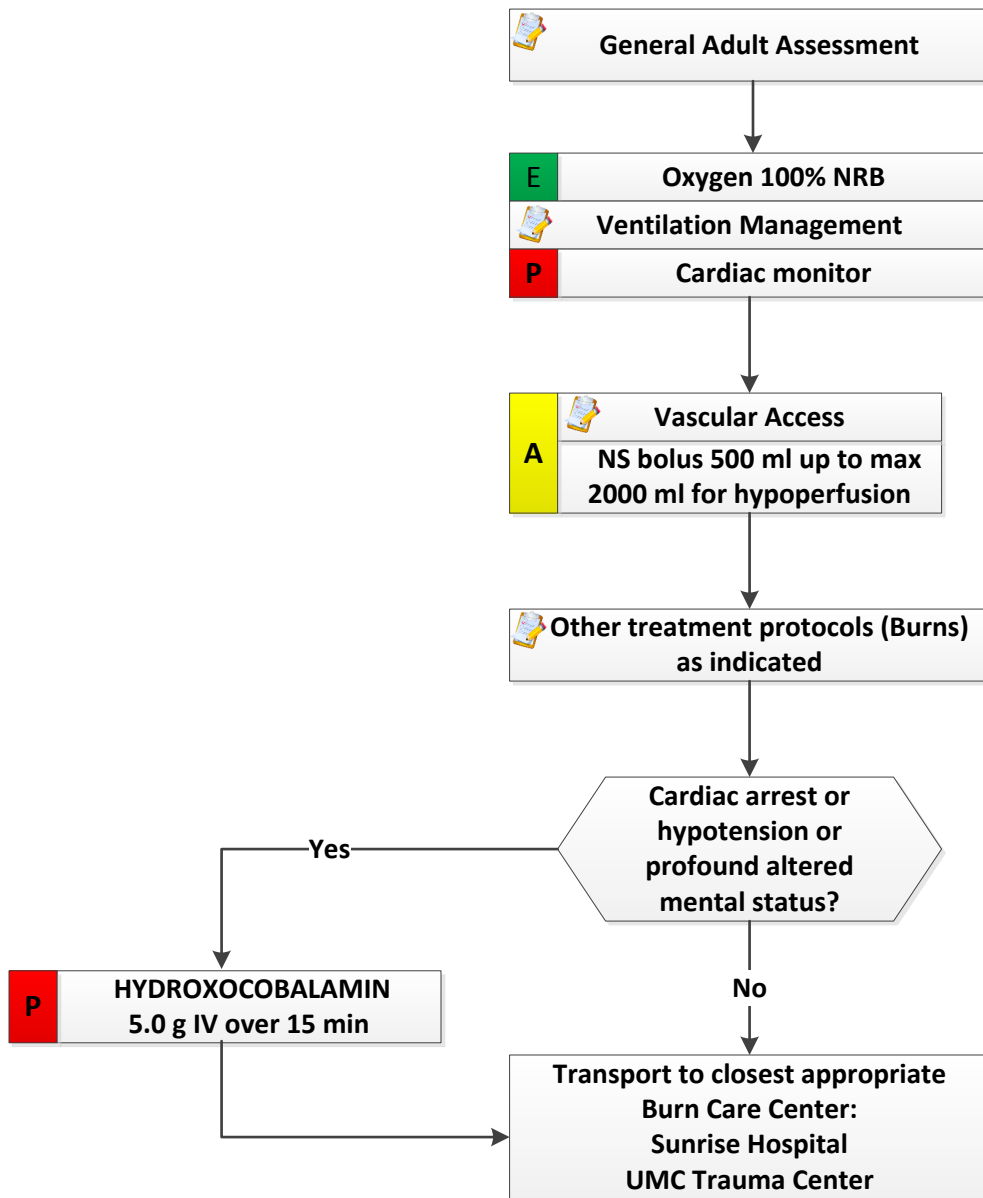 General Adult Assessment
E
Oxygen 100% NRB
Ventilation Management
P
Cardiac monitor
A
Vascular Access
NS bolus 500 ml up to max
2000 ml for hypoperfusion
Other treatment protocols (Burns)
as indicated
Cardiac arrest or
hypotension or
profound altered
mental status?
Yes
No
P
HYDROXOCOBALAMIN
5.0 g IV over 15 min
Transport to closest appropriate
Burn Care Center:
Sunrise Hospital
UMC Trauma Center